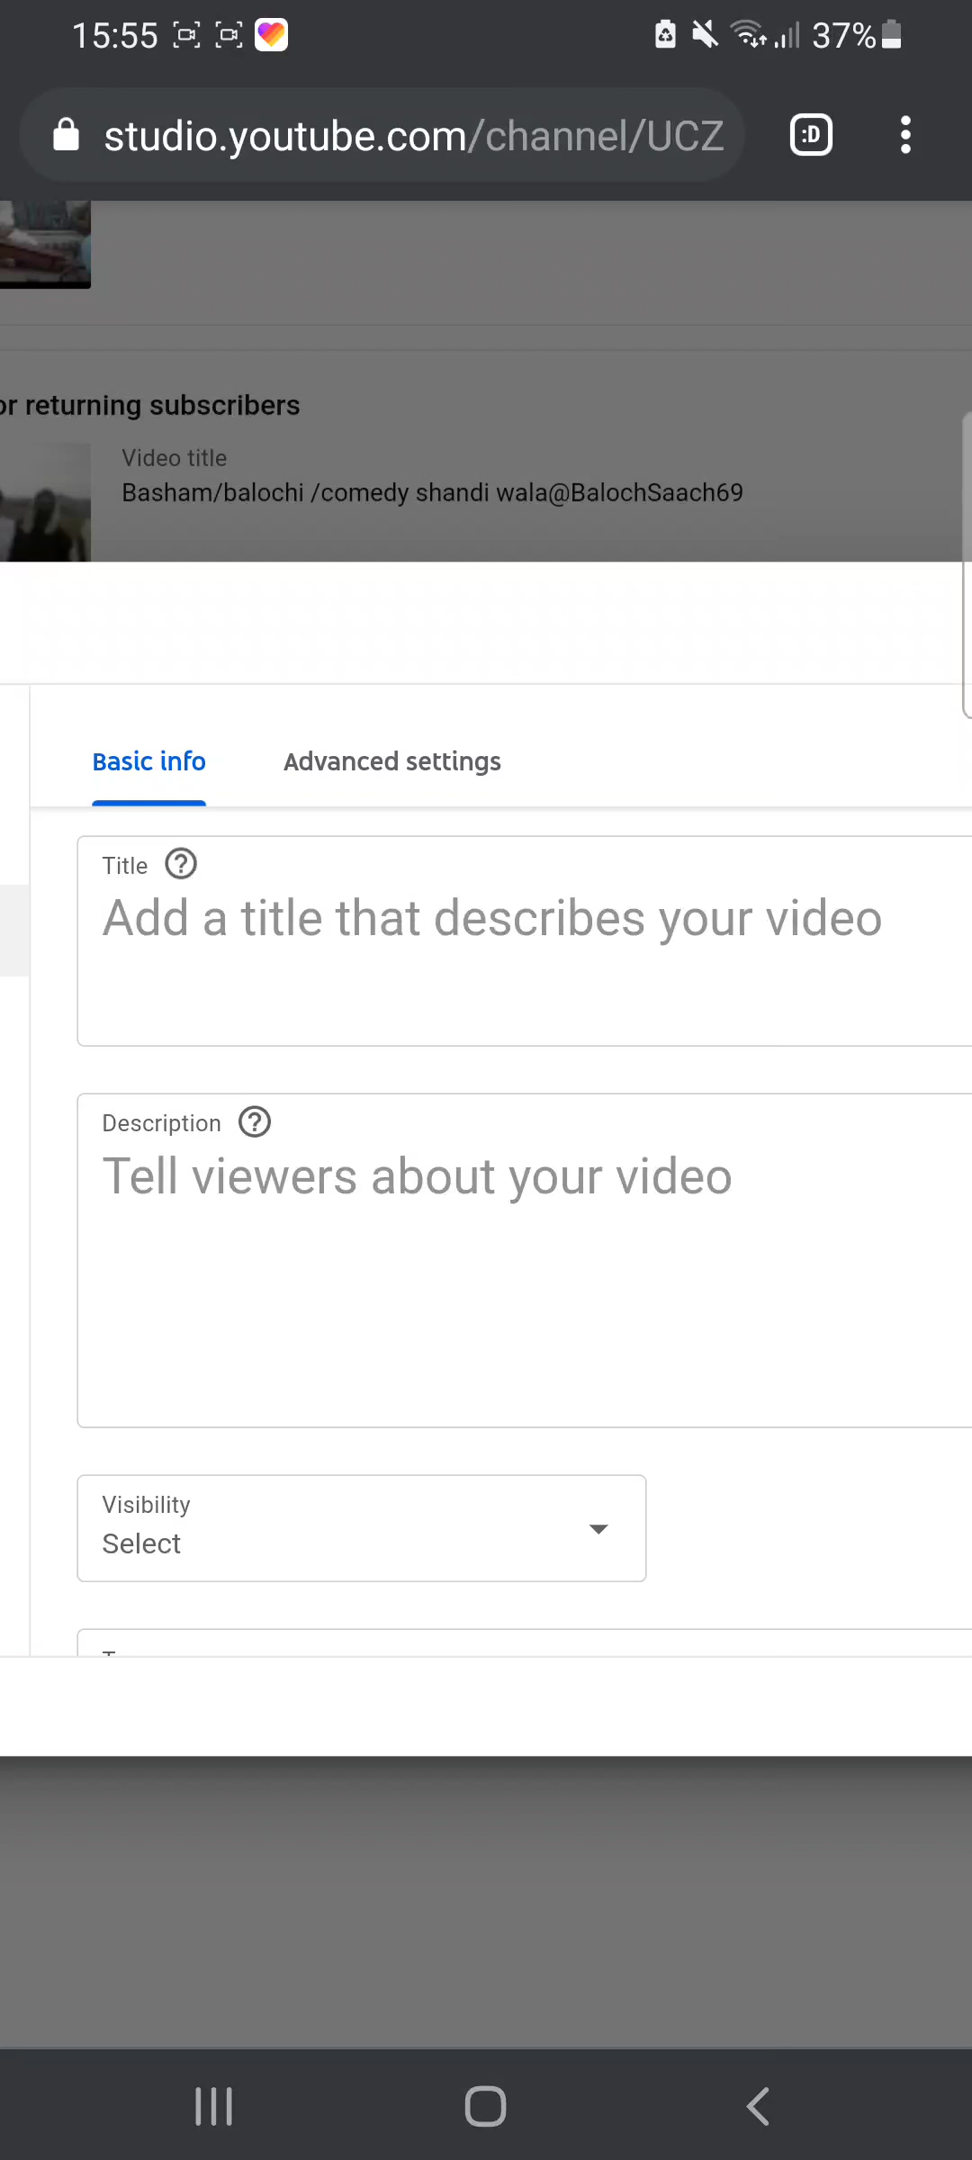 15:55
37%
studio.youtube.com/channel/UCZ
:D
or returning subscribers
Video title
Basham/balochi /comedy shandi wala@BalochSaach69
Basic info
Advanced settings
Title
Add a title that describes your video
Description
Tell viewers about your video
Visibility
Select